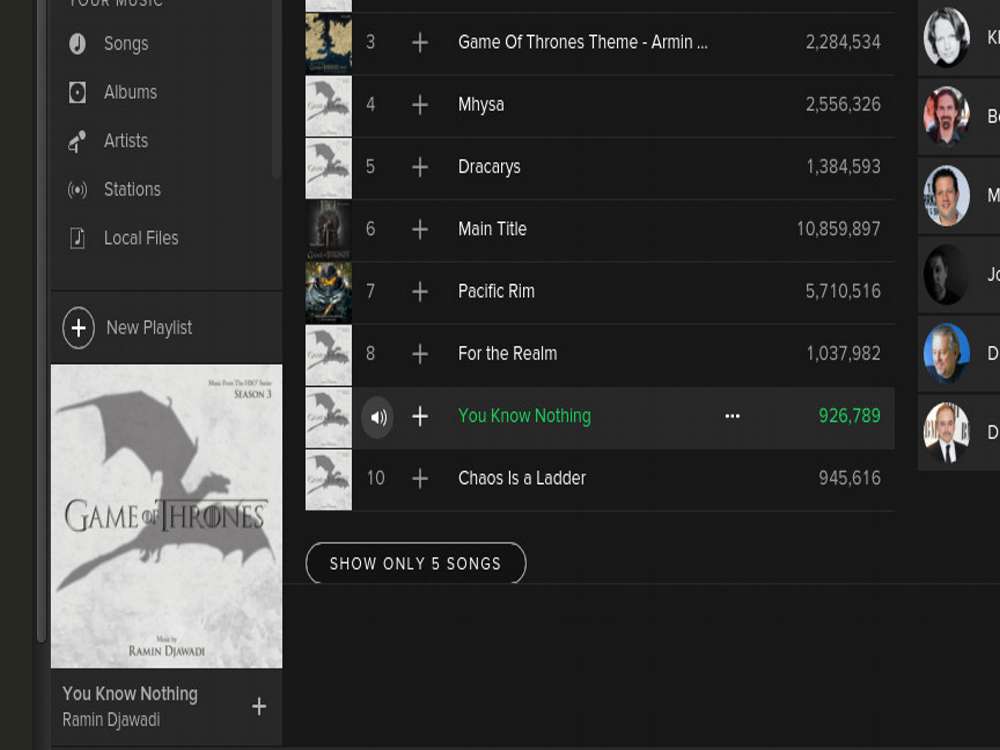 YOUR MUSIC
Songs
Albums
Artists
Stations
Local Files
New Playlist
Music From The HBO Series
SEASON 3
GAME OF THRONES
Music by
RAMIN DJAWADI
You Know Nothing
Ramin Djawadi
3 Game Of Thrones Theme - Armin ... 2,284,534
4 Mhysa 2,556,326
5 Dracarys 1,384,593
6 Main Title 10,859,897
7 Pacific Rim 5,710,516
8 For the Realm 1,037,982
You Know Nothing ••• 926,789
10 Chaos Is a Ladder 945,616
SHOW ONLY 5 SONGS
Kl
Be
M
Jo
D
D